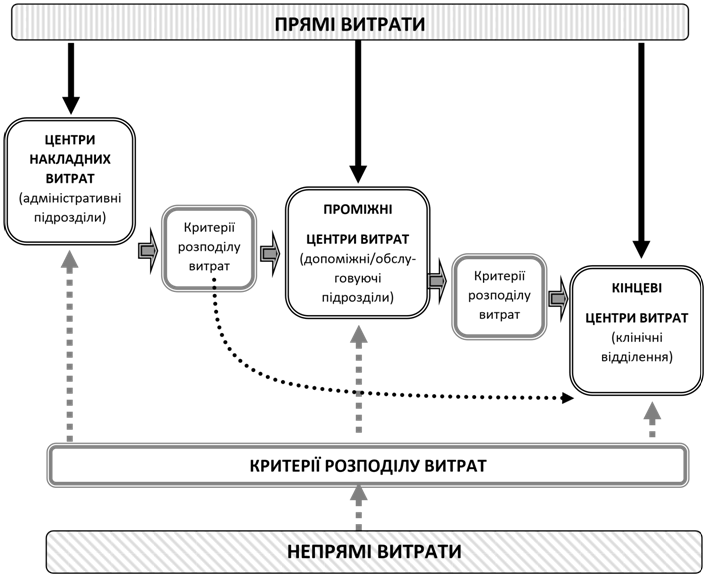 ПРЯМІ ВИТРАТИ
ЦЕНТРИ
НАКЛАДНИХ
ВИТРАТ
(адміністративні
підрозділи)
Критерії
розподілу
витрат
ПРОМІЖНІ
ЦЕНТРИ ВИТРАТ
(допоміжні/обслу-
говуючі
підрозділи)
Критерії
розподілу
витрат
КІНЦЕВІ
ЦЕНТРИ ВИТРАТ
(клінічні
відділення)
КРИТЕРІЇ РОЗПОДІЛУ ВИТРАТ
НЕПРЯМІ ВИТРАТИ